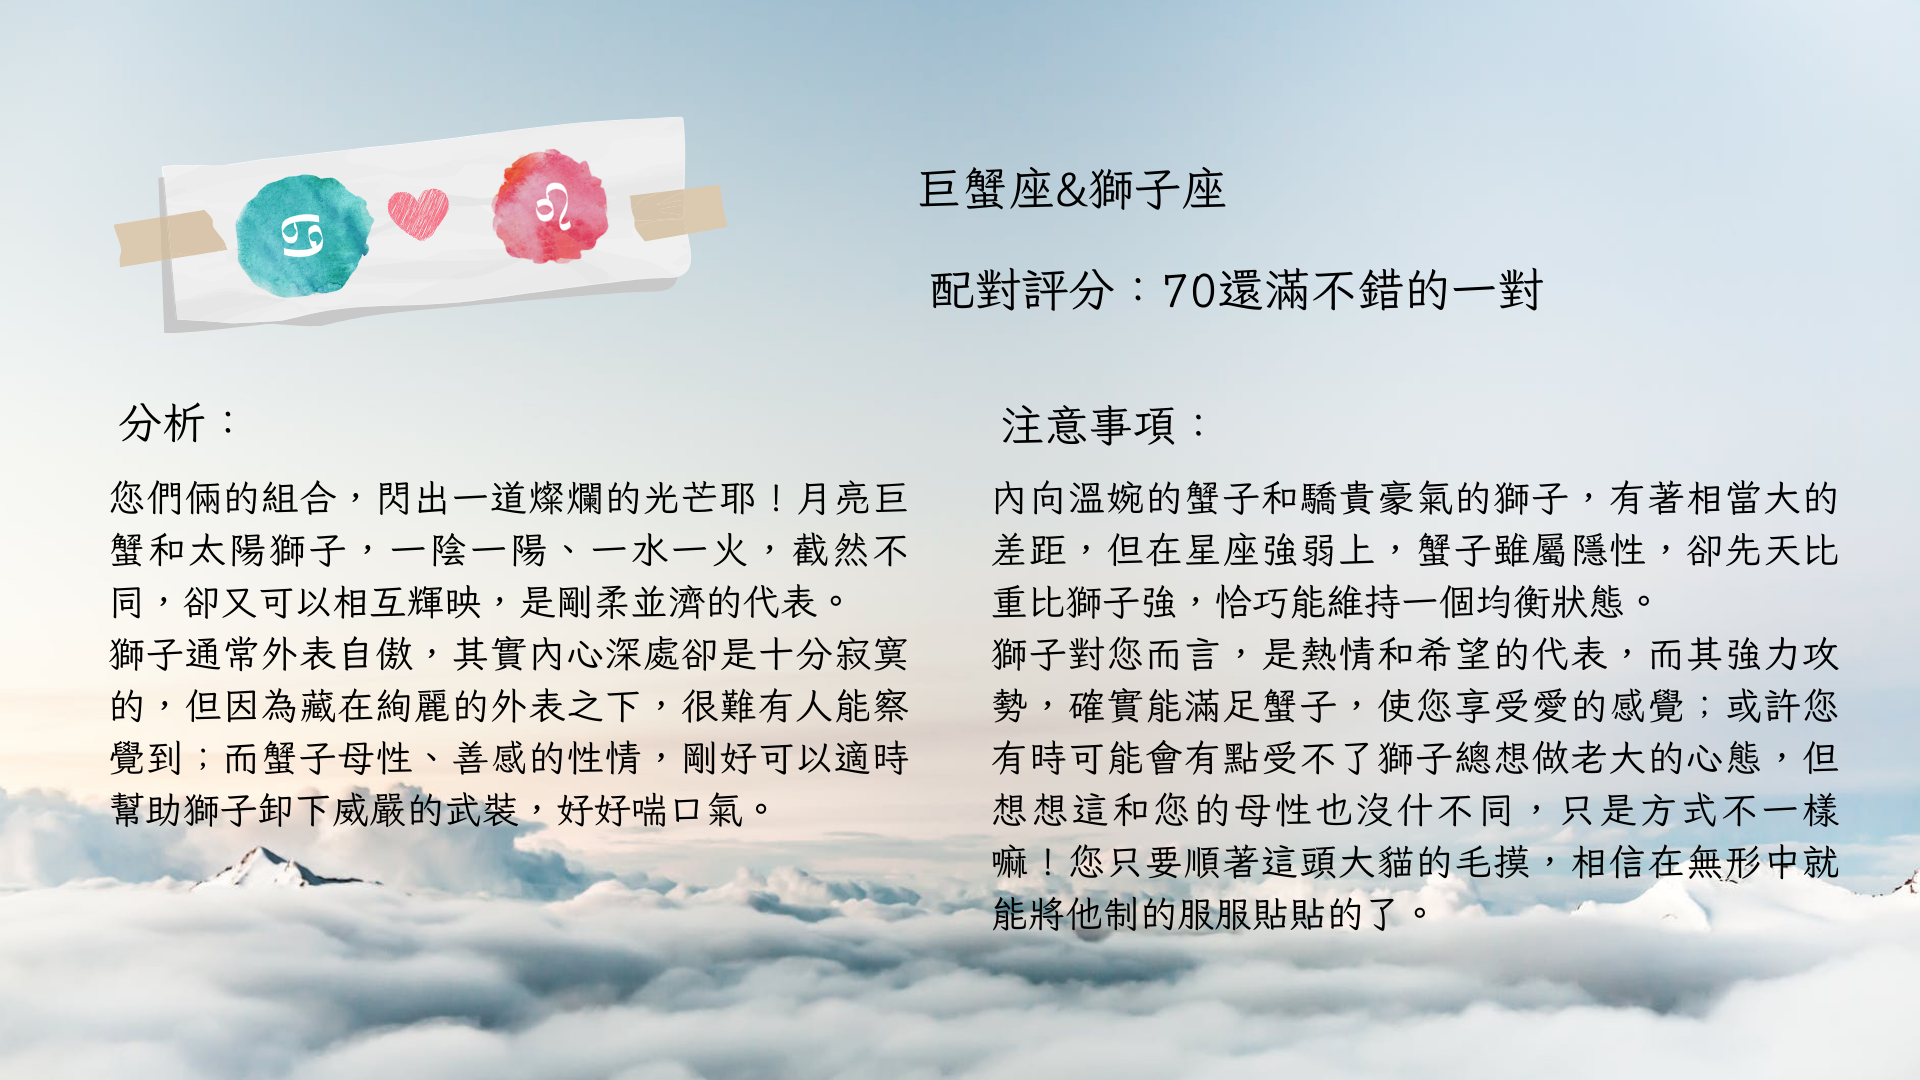 ♋ ♌
巨蟹座&獅子座
配對評分：70還滿不錯的一對
分析：
您們倆的組合，閃出一道燦爛的光芒耶！月亮巨
蟹和太陽獅子，一陰一陽、一水一火，截然不
同，卻又可以相互輝映，是剛柔並濟的代表。
獅子通常外表自傲，其實內心深處卻是十分寂寞
的，但因為藏在絢麗的外表之下，很難有人能察
覺到；而蟹子母性、善感的性情，剛好可以適時
幫助獅子卸下威嚴的武裝，好好喘口氣。
注意事項：
內向溫婉的蟹子和驕貴豪氣的獅子，有著相當大的
差距，但在星座強弱上，蟹子雖屬隱性，卻先天比
重比獅子強，恰巧能維持一個均衡狀態。
獅子對您而言，是熱情和希望的代表，而其強力攻
勢，確實能滿足蟹子，使您享受愛的感覺；或許您
有時可能會有點受不了獅子總想做老大的心態，但
想想這和您的母性也沒什不同，只是方式不一樣
嘛！您只要順著這頭大貓的毛摸，相信在無形中就
能將他制的服服貼貼的了。